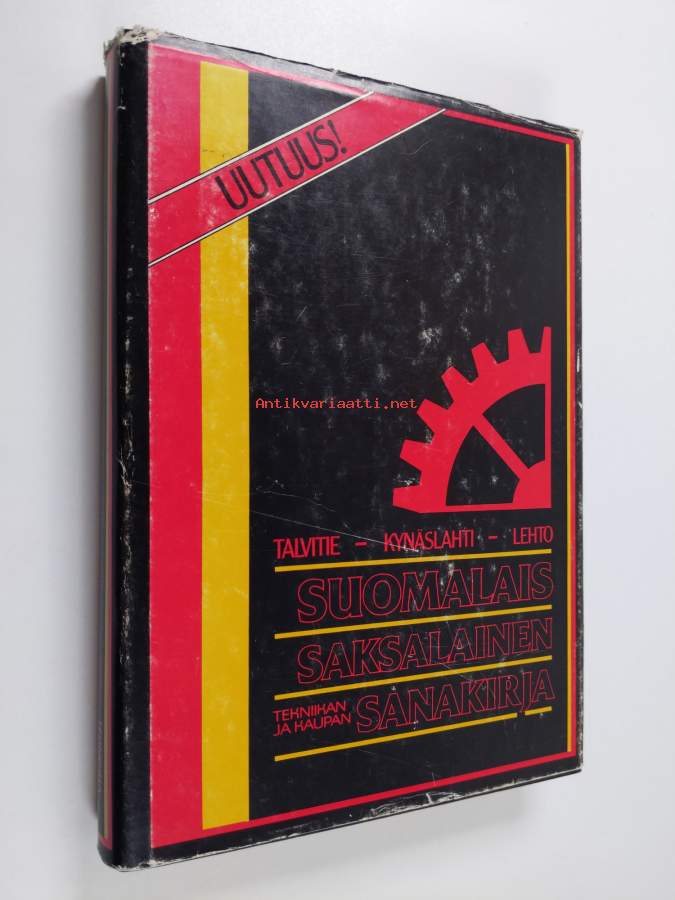 UUTUUS!
Antikvariaatti.net
TALVITIE - KYNÄSLAHTI - LEHTO
SUOMALAIS
SAKSALAINEN
TEKNIIKAN
JA KAUPAN
SANAKIRJA